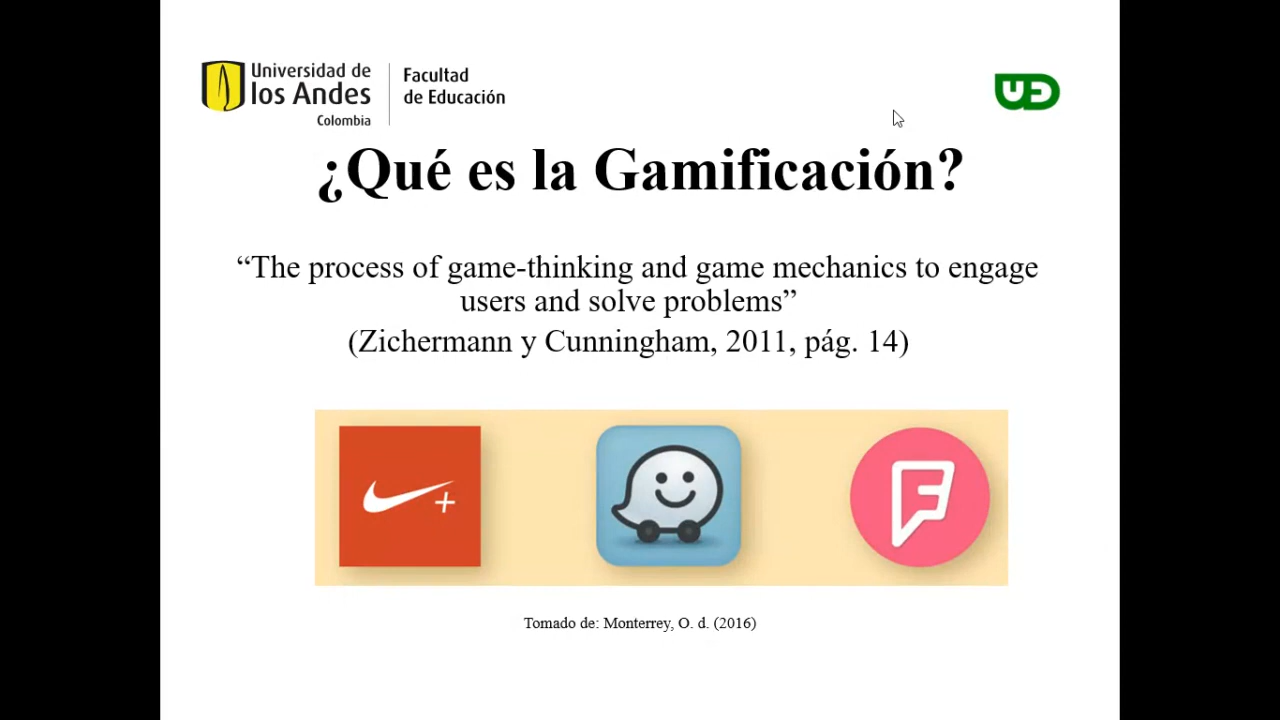 Universidad de
los Andes
Colombia
Facultad
de Educación
UD
¿Qué es la Gamificación?
“The process of game-thinking and game mechanics to engage
users and solve problems”
(Zichermann y Cunningham, 2011, pág. 14)
+
F
Tomado de: Monterrey, O. d. (2016)